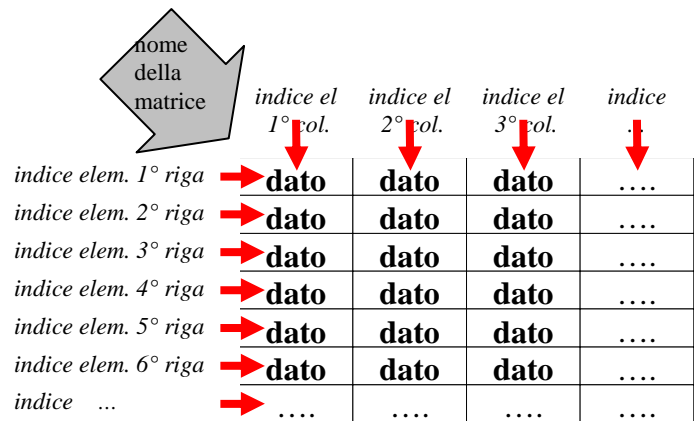 nome
della
matrice
indice el indice el indice el indice
1° col. 2° col. 3° col. ...
indice elem. 1° riga dato dato dato ….
indice elem. 2° riga dato dato dato ….
indice elem. 3° riga dato dato dato ….
indice elem. 4° riga dato dato dato ….
indice elem. 5° riga dato dato dato ….
indice elem. 6° riga dato dato dato ….
indice ... …. …. …. ….